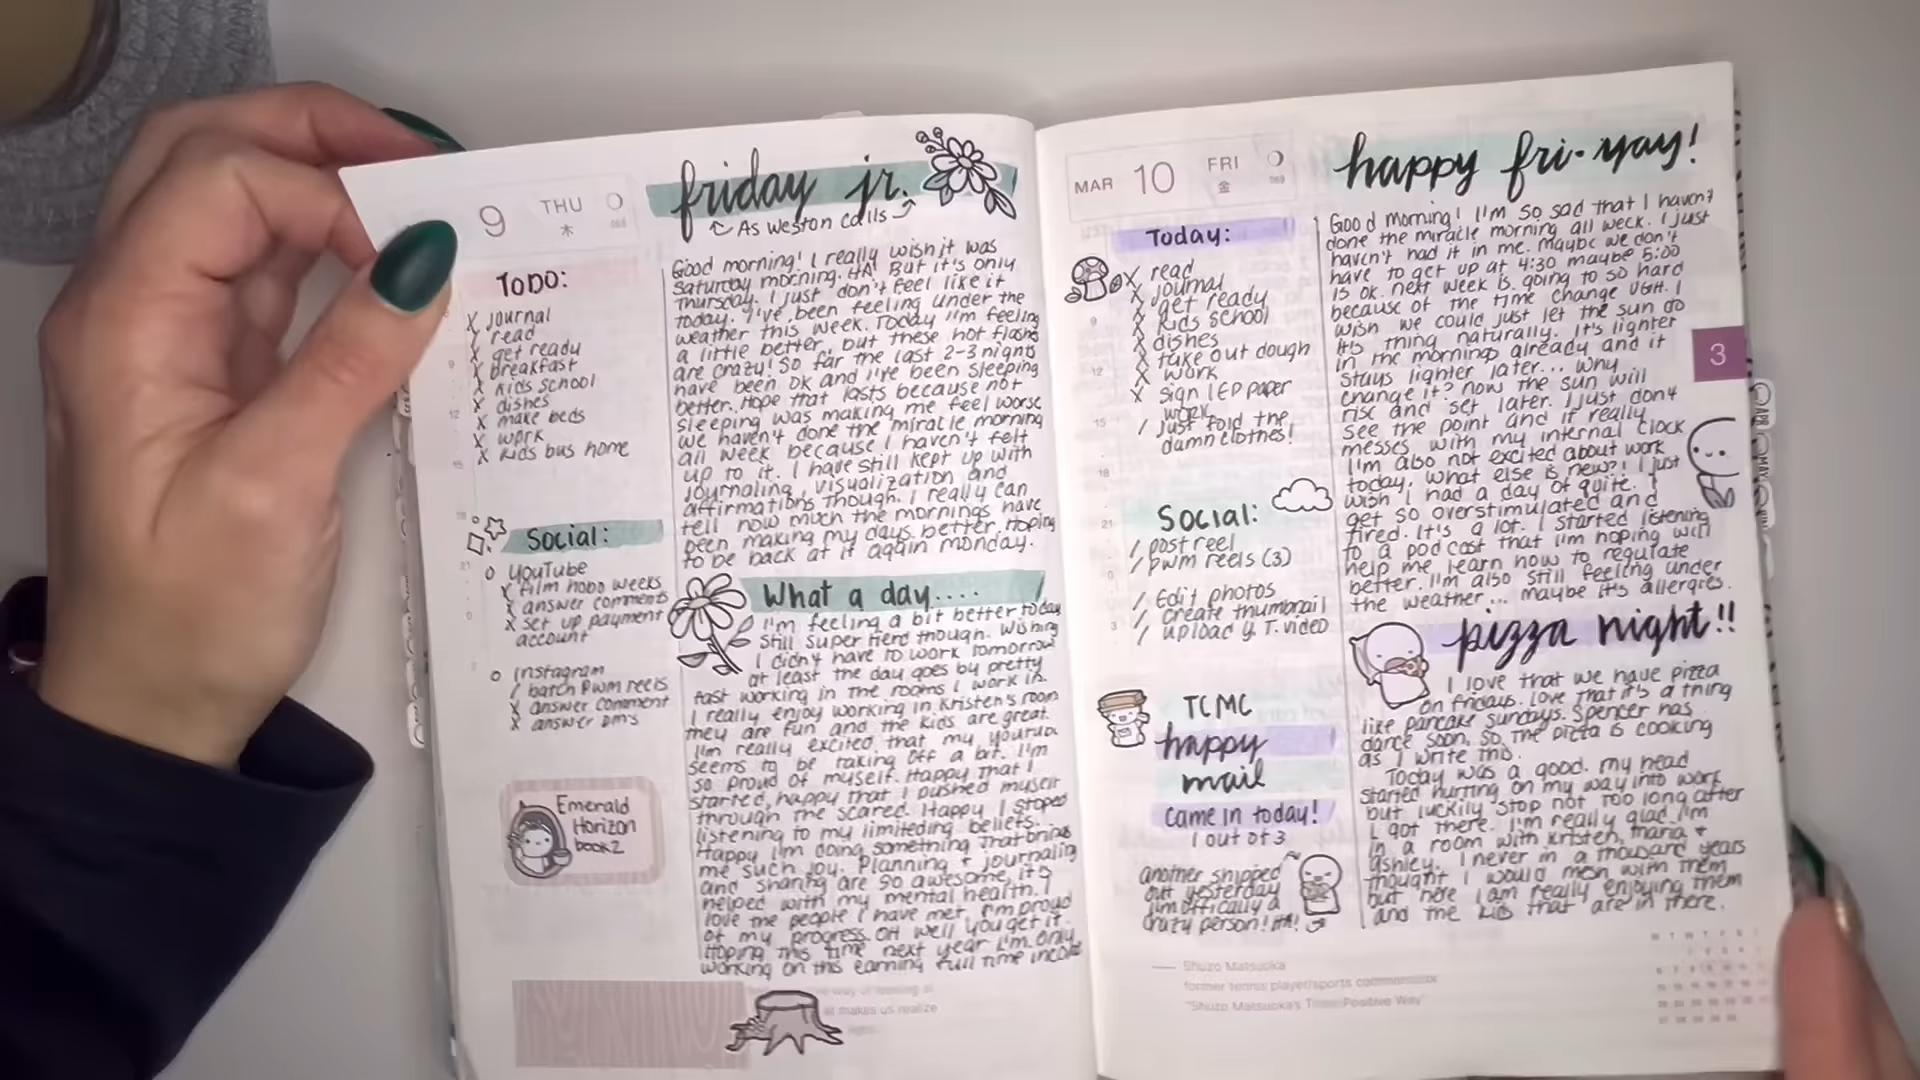 9
THU
木
friday jr.
As Weston calls
TODO:
X journal
/ read
X get ready
X breakfast
X kids school
X dishes
X make beds
X work
X kids bus home
Social:
o YouTube
X film hobo weeks
X answer comments
X set up payment
account
o Instagram
/ batch PWM reels
X answer comment
X answer DMs
Emerald
Horizon
book 2
Good morning! I really wish it was
Saturday morning. HA! But it's only
Thursday. I just don't feel like it
today. I've been feeling under the
weather this week. Today I'm feeling
a little better, but these hot flashs
are crazy! So far the last 2-3 nights
have been ok and I've been sleeping
better. Hope that lasts because not
sleeping was making me feel worse
we haven't done the miracle morning
all week because I haven't felt
up to it. I have still kept up with
journaling, visualization and
affirmations though. I really can
tell how much the mornings have
been making my days better. Hoping
to be back at it again monday.
What a day....
I'm feeling a bit better today
still super tired though. Wishing
I didn't have to work tomorrow
at least the day goes by pretty
fast working in the rooms I work in.
I really enjoy working in Kristen's room
they are fun and the kids are great.
I'm really excited that my
seems to be taking off a bit. I'm
so proud of myself. Happy that I
started, happy that I pushed myself
through the scared. Happy I stoped
listening to my limiteding beliefs.
Happy I'm doing something that brings
me such joy. Planning + journaling
and sharing are so awesome, it's
helped with my mental health. I
love the people I have met. I'm proud
of my progress. OH well you get it.
Hoping this time next year I'm only
working on this earning full time income
at makes us realize
MAR 10 FRI
金
069
happy fri-yay!
Today:
X read
X journal
X get ready
X kids school
X dishes
X take out dough
X work
X sign IEP paper
work
/ just fold the
damn clothes!
Social:
/ post reel
/ pwm reels (3)
/ Edit photos
/ create thumbnail
/ upload y.T. video
TCMC
happy
mail
Came in today!
1 out of 3
another shipped
out yesterday
I'm offically a
crazy person! HA!
Good morning! I'm so sad that I haven't
done the miracle morning all week. I just
haven't had it in me. maybe we don't
have to get up at 4:30 maybe 5:00
is ok. next week is going to so hard
because of the time change UGH. I
wish we could just let the sun do
it's thing naturally. It's lighter
in the mornings already and it
stays lighter later... why
change it? now the sun will
rise and set later. I just don't
see the point and it really
messes with my internal clock
I'm also not excited about work
today. what else is new?! I just
wish I had a day of quite. I
get so overstimulated and
tired. It's a lot. I started listening
to a podcast that I'm hoping will
help me learn how to regulate
better. I'm also still feeling under
the weather... maybe it's allergies.
pizza night!!
I love that we have pizza
on fridays. love that it's a thing
like pancake sundays. Spencer has
dance soon, so the pizza is cooking
as I write this.
Today was a good. my head
started hurting on my way into work
but luckily stop not too long after
I got there. I'm really glad I'm
in a room with Kristen, maria +
ashley. I never in a thousand years
thought I would mesh with them
but here I am really enjoying them
and the kids that are in there.
3
APR
MAY
Shuzo Matsuoka
former tennis player/sports commentator
"Shuzo Matsuoka's Times Positive Way"